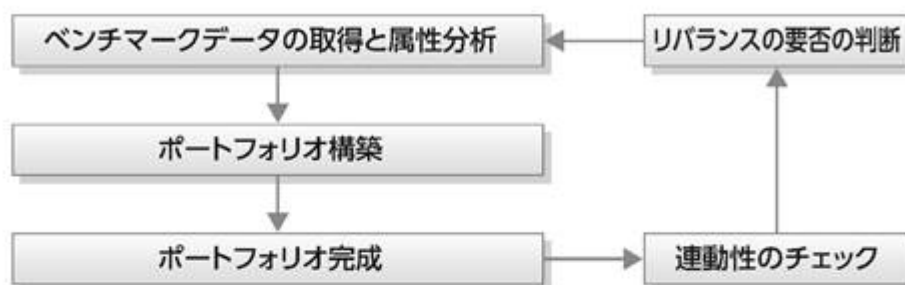 ベンチマークデータの取得と属性分析
リバランスの要否の判断
ポートフォリオ構築
ポートフォリオ完成
連動性のチェック